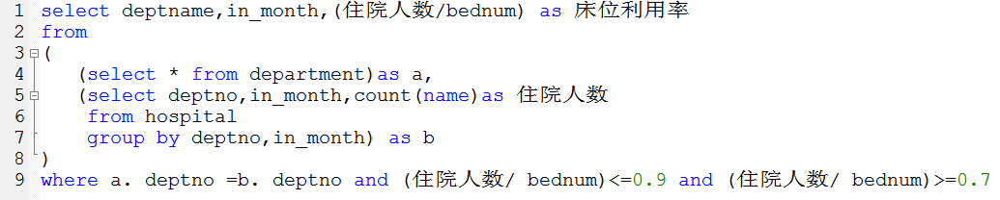 1 select deptname,in_month,(住院人数/bednum) as 床位利用率
2 from
3 (
4 (select * from department)as a,
5 (select deptno,in_month,count(name)as 住院人数
6 from hospital
7 group by deptno,in_month) as b
8 )
9 where a. deptno =b. deptno and (住院人数/ bednum)<=0.9 and (住院人数/ bednum)>=0.7